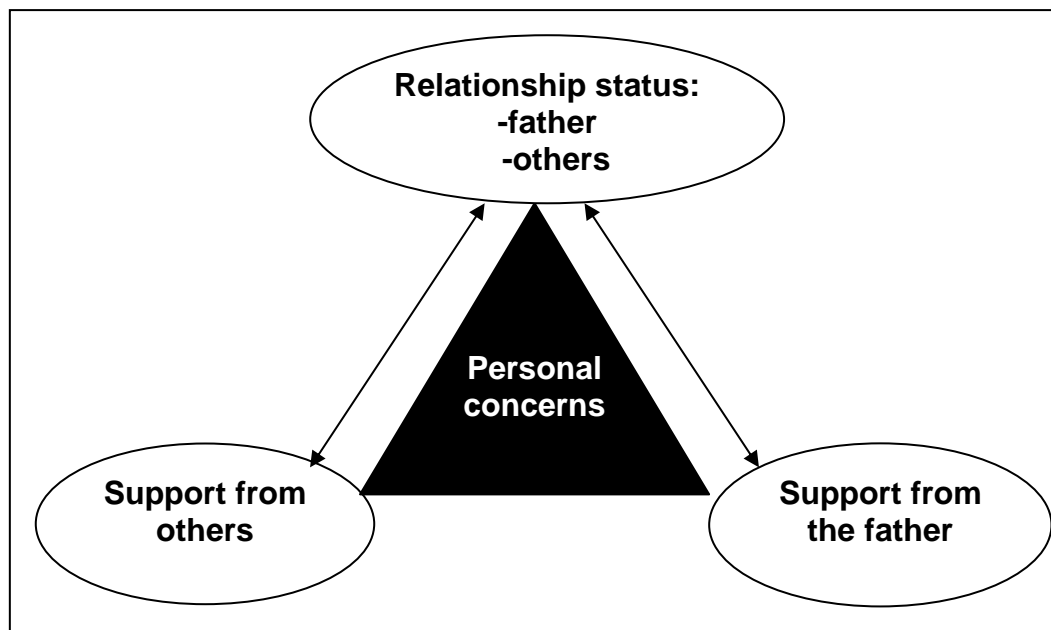 Relationship status:
-father
-others
Personal
concerns
Support from
others
Support from
the father